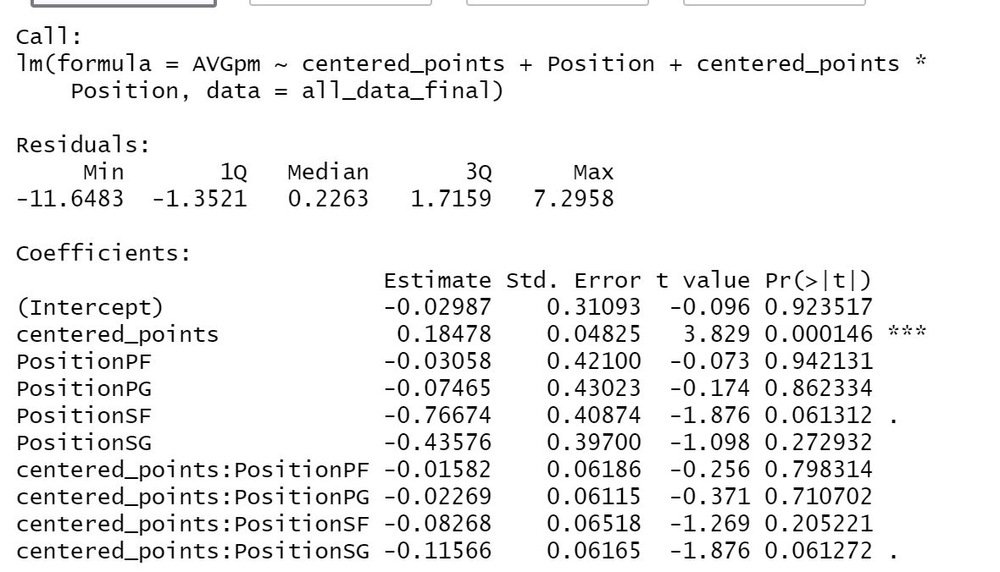 Call:
lm(formula = AVGpm ~ centered_points + Position + centered_points *
    Position, data = all_data_final)
Residuals:
     Min       1Q   Median       3Q      Max
-11.6483  -1.3521   0.2263   1.7159   7.2958
Coefficients:
                           Estimate Std. Error t value Pr(>|t|)
(Intercept)                -0.02987    0.31093  -0.096 0.923517
centered_points             0.18478    0.04825   3.829 0.000146 ***
PositionPF                 -0.03058    0.42100  -0.073 0.942131
PositionPG                 -0.07465    0.43023  -0.174 0.862334
PositionSF                 -0.76674    0.40874  -1.876 0.061312 .
PositionSG                 -0.43576    0.39700  -1.098 0.272932
centered_points:PositionPF -0.01582    0.06186  -0.256 0.798314
centered_points:PositionPG -0.02269    0.06115  -0.371 0.710702
centered_points:PositionSF -0.08268    0.06518  -1.269 0.205221
centered_points:PositionSG -0.11566    0.06165  -1.876 0.061272 .